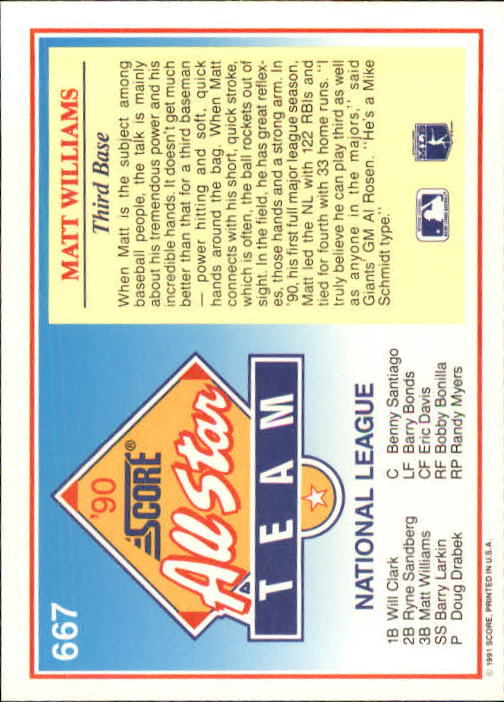 667
'90
SCORE®
All Star
TEAM
NATIONAL LEAGUE
1B Will Clark
2B Ryne Sandberg
3B Matt Williams
SS Barry Larkin
P Doug Drabek
C Benny Santiago
LF Barry Bonds
CF Eric Davis
RF Bobby Bonilla
RP Randy Myers
© 1991 SCORE, PRINTED IN U.S.A.
MATT WILLIAMS
Third Base
When Matt is the subject among
baseball people, the talk is mainly
about his tremendous power and his
incredible hands. It doesn't get much
better than that for a third baseman
— power hitting and soft, quick
hands around the bag. When Matt
connects with his short, quick stroke,
which is often, the ball rockets out of
sight. In the field, he has great reflex-
es, those hands and a strong arm. In
'90, his first full major league season,
Matt led the NL with 122 RBIs and
tied for fourth with 33 home runs. "I
truly believe he can play third as well
as anyone in the majors," said
Giants' GM Al Rosen. "He's a Mike
Schmidt type."